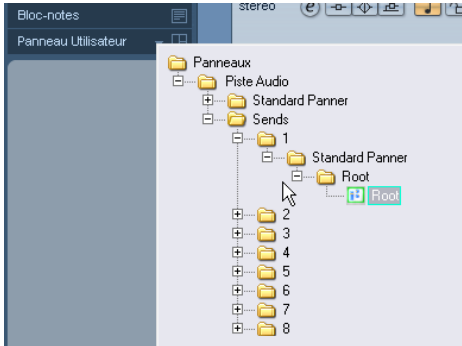 Bloc-notes
stereo
Panneau Utilisateur
Panneaux
Piste Audio
Standard Panner
Sends
1
Standard Panner
Root
Root
2
3
4
5
6
7
8